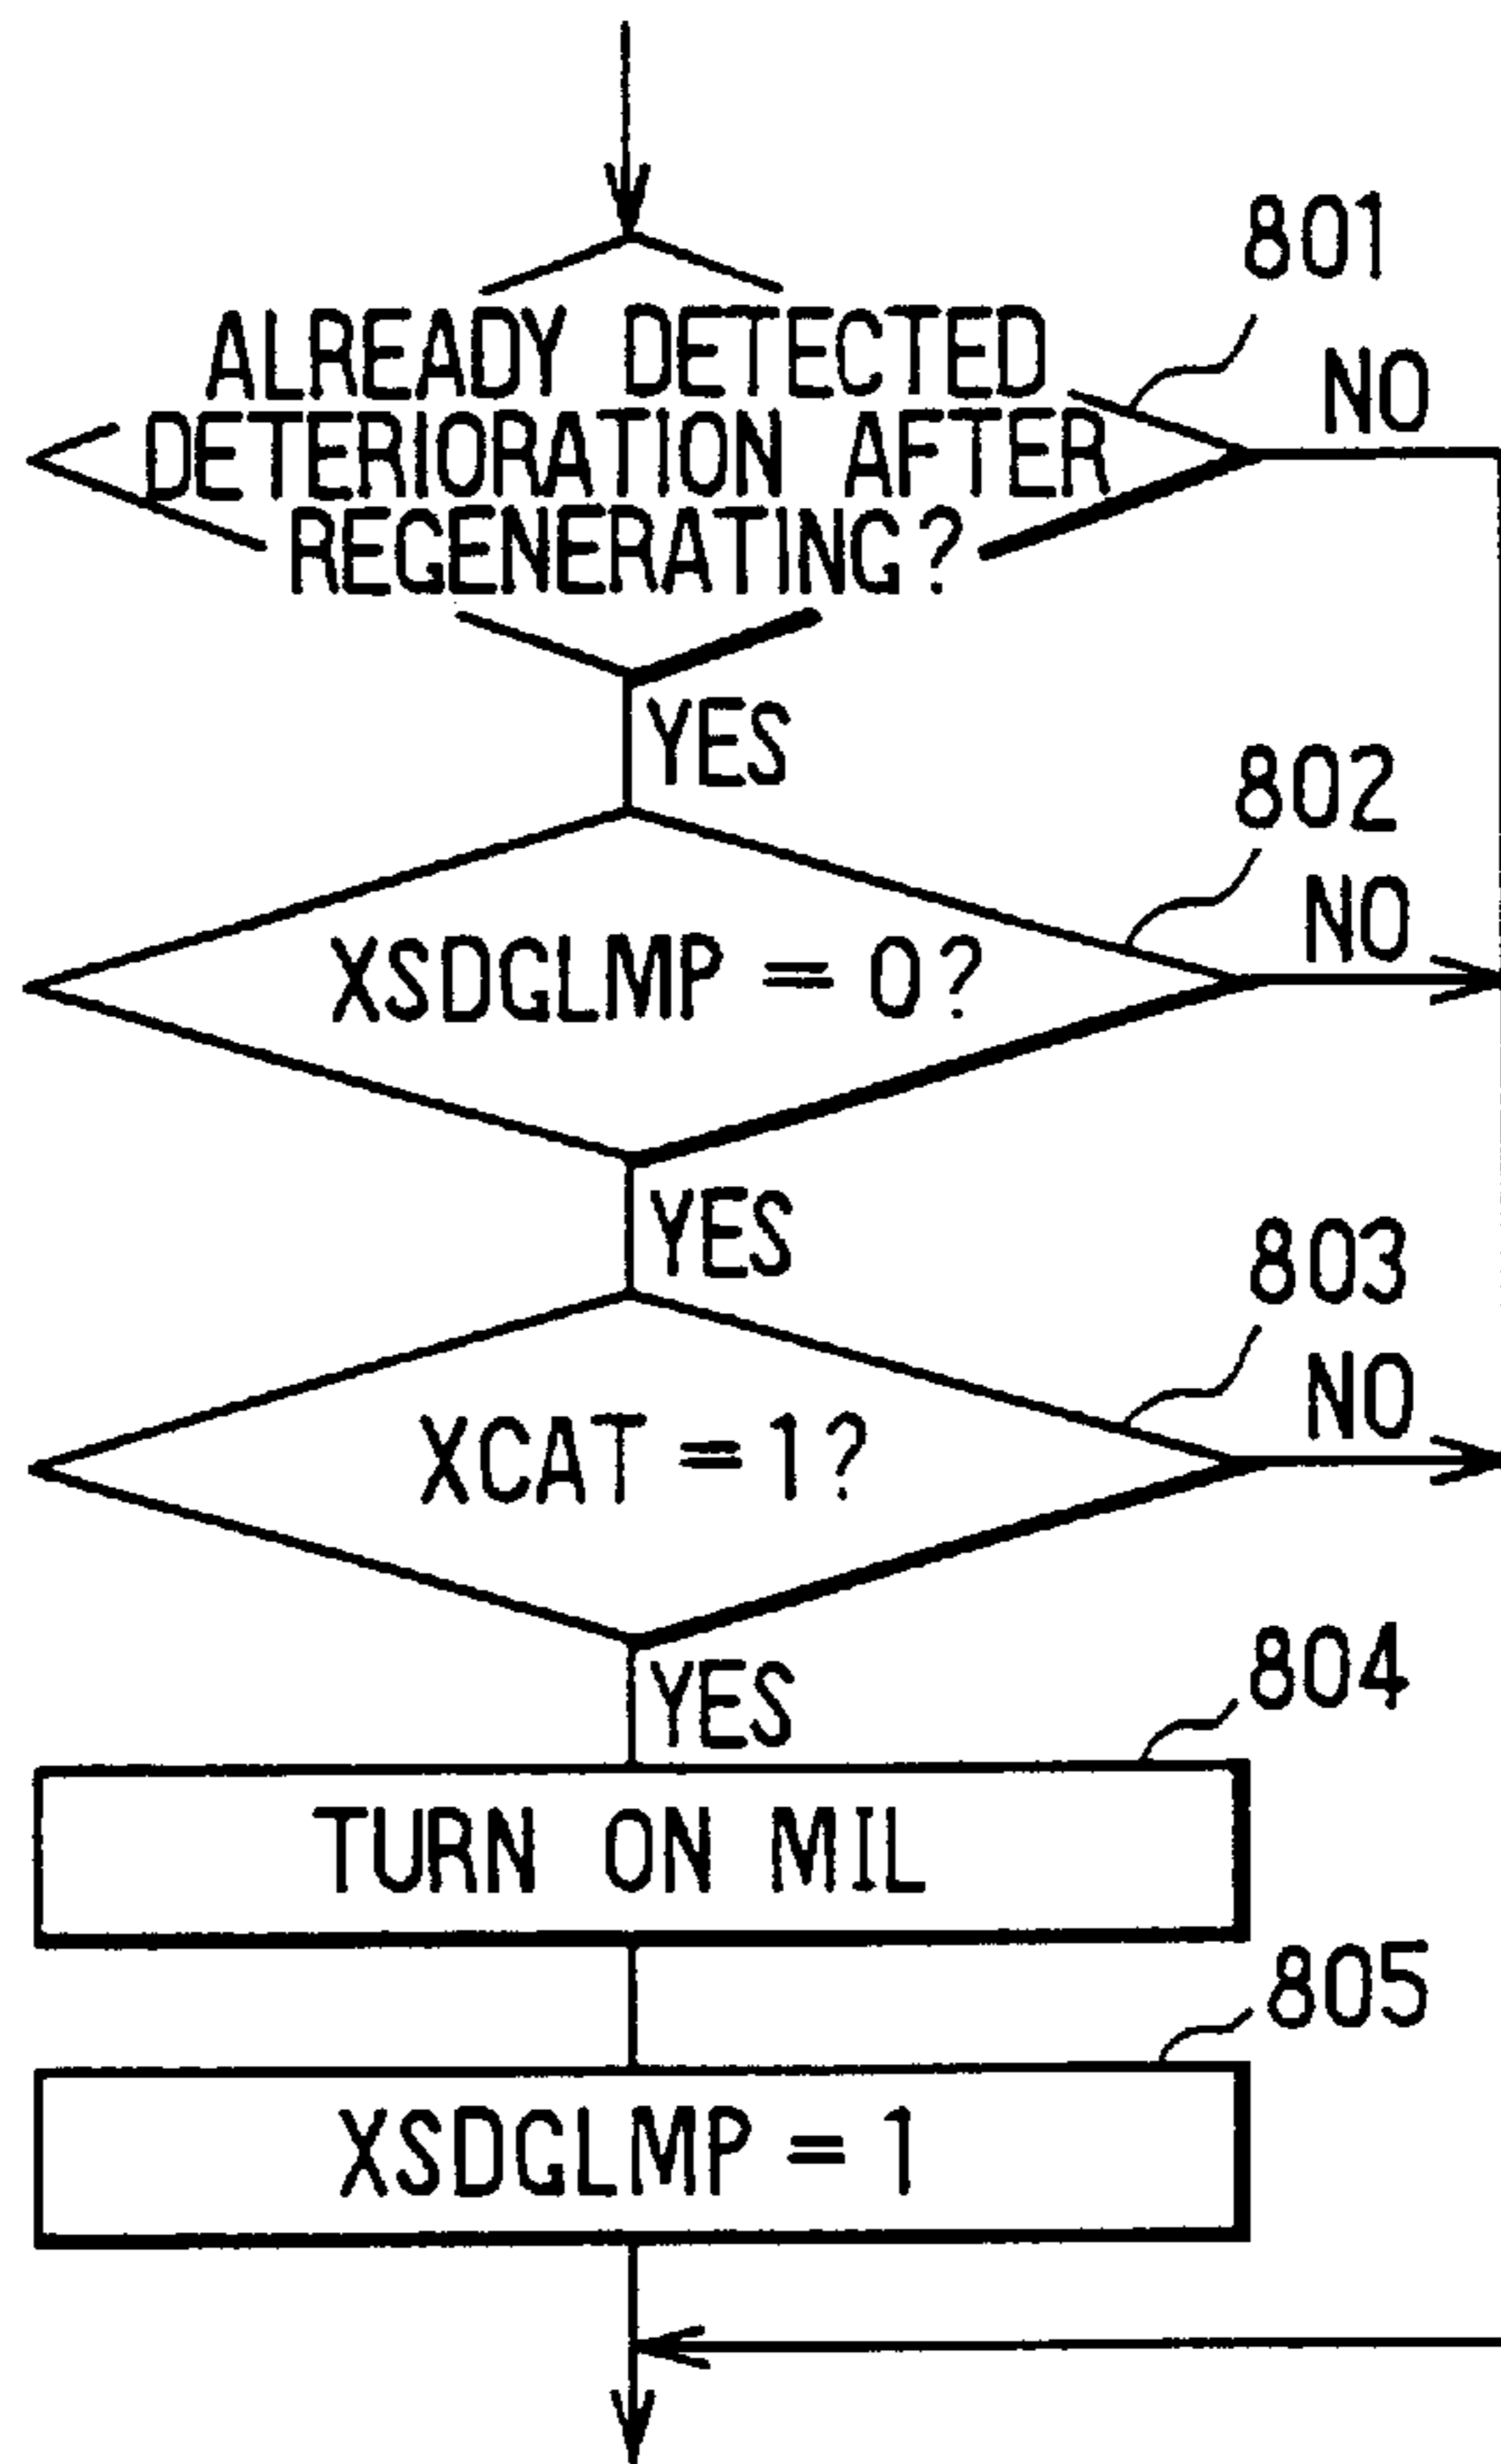 801
ALREADY DETECTED
DETERIORATION AFTER
REGENERATING?
NO
YES
802
NO
XSDGLMP = 0?
YES
803
NO
XCAT = 1?
YES
804
TURN ON MIL
805
XSDGLMP = 1